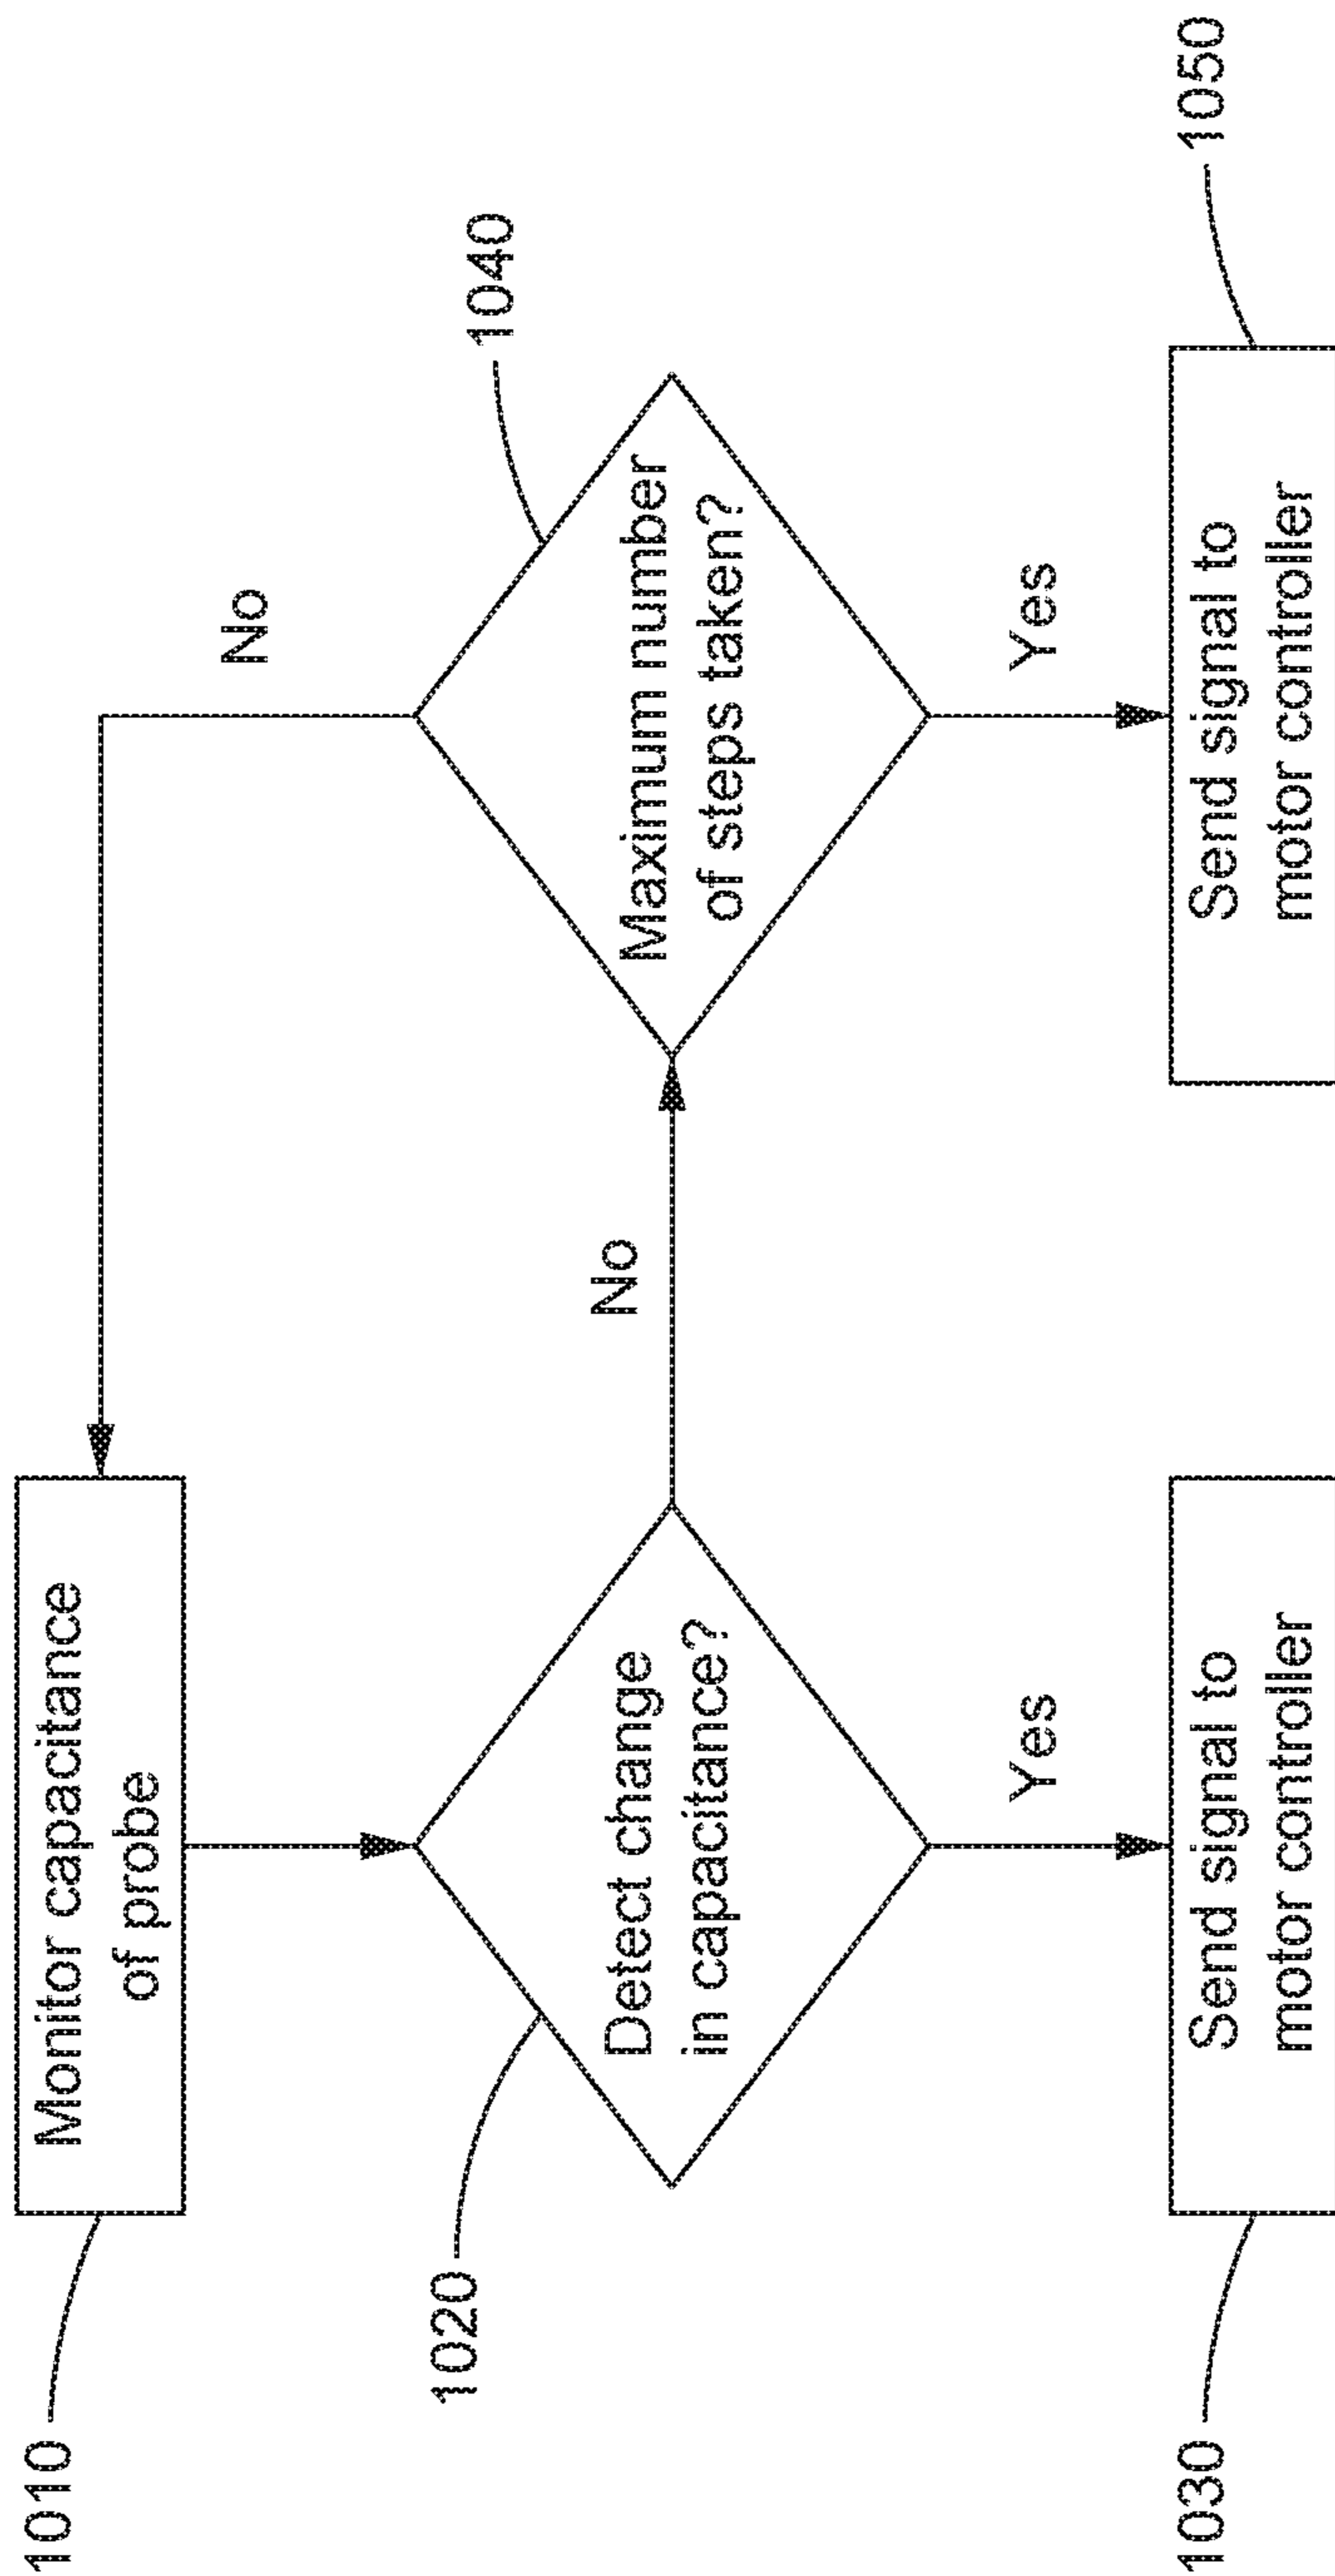 1010
Monitor capacitance
of probe
No
1020
Detect change
in capacitance?
No
1040
Maximum number
of steps taken?
Yes
Yes
1030
Send signal to
motor controller
Send signal to
motor controller
1050